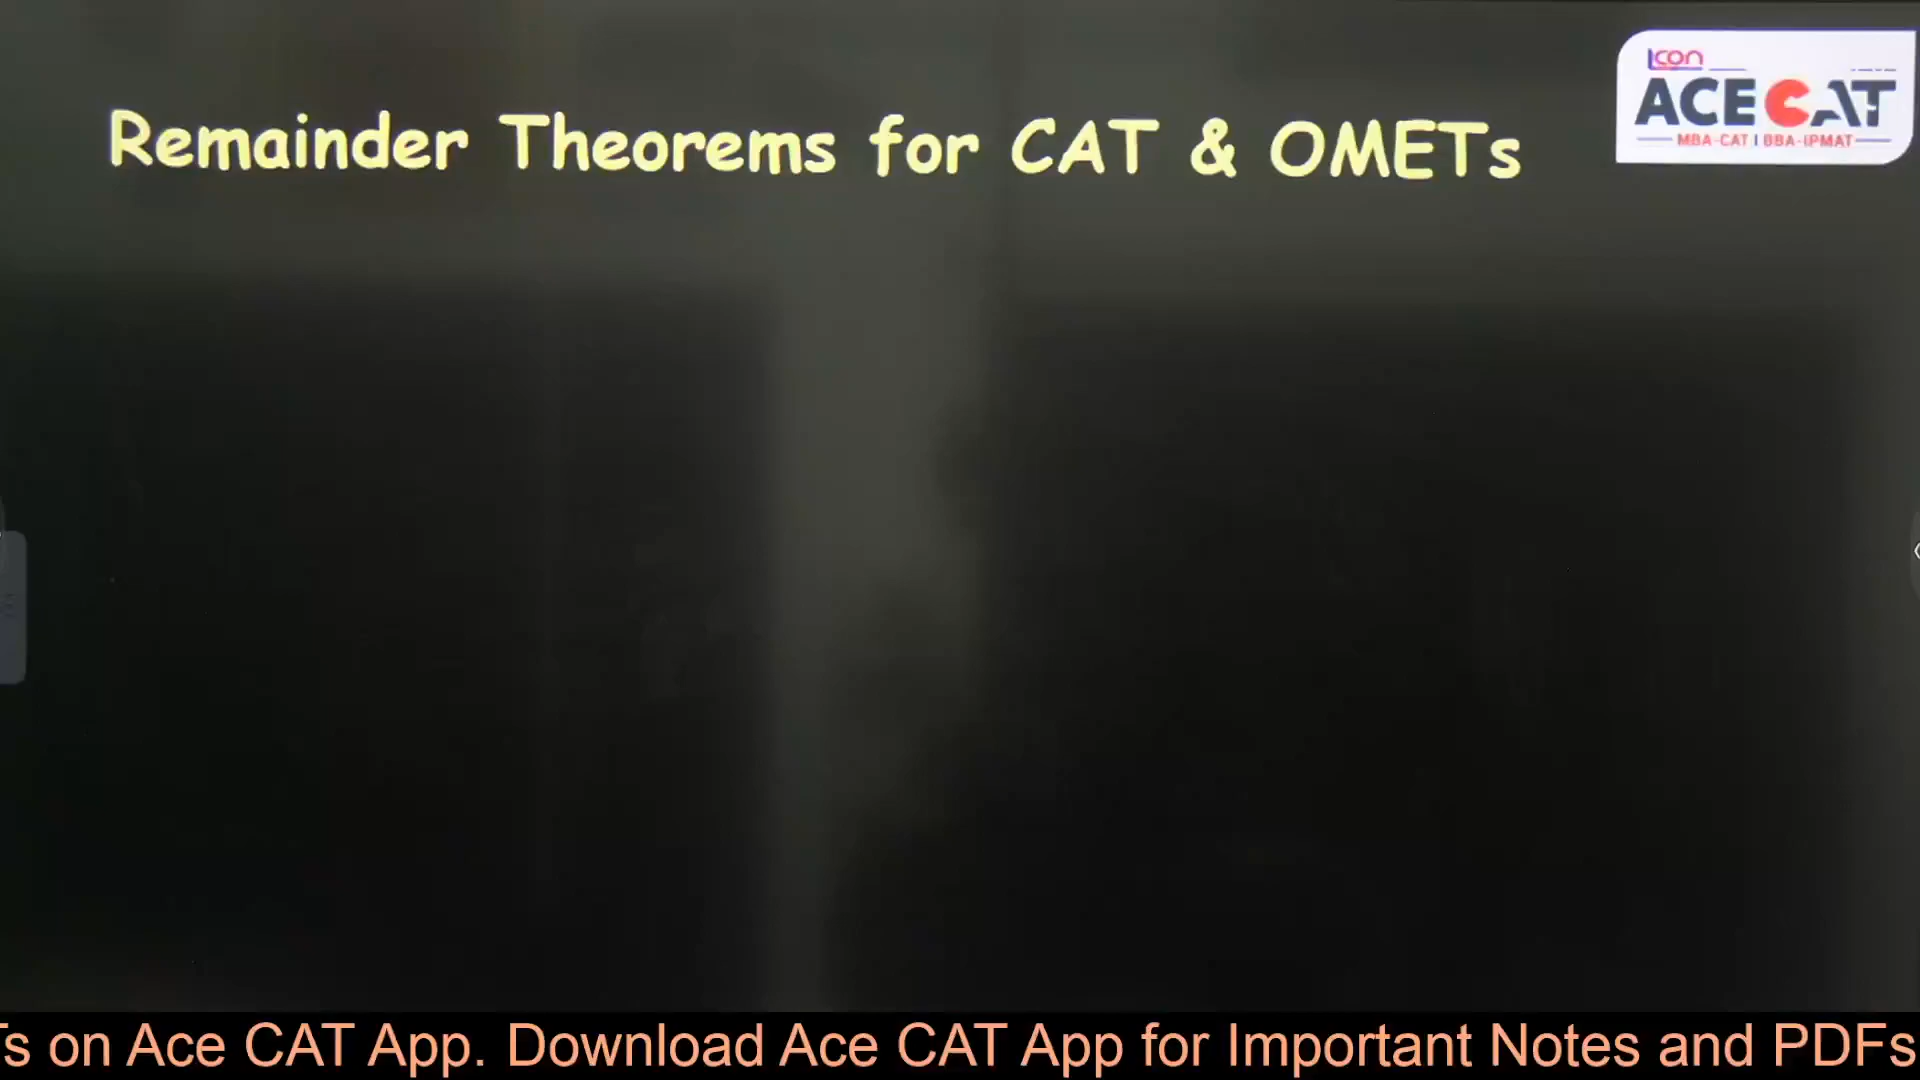 Remainder Theorems for CAT & OMETs
Icon
ACE CAT
MBA-CAT | BBA-IPMAT
Ts on Ace CAT App. Download Ace CAT App for Important Notes and PDFs